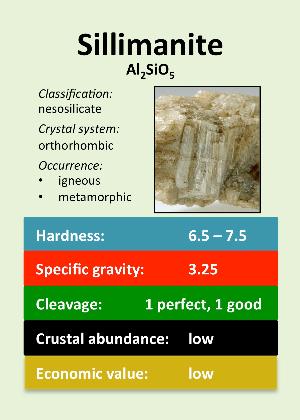 Sillimanite
Al₂SiO₅
Classification:
nesosilicate
Crystal system:
orthorhombic
Occurrence:
• igneous
• metamorphic
Hardness: 6.5 – 7.5
Specific gravity: 3.25
Cleavage: 1 perfect, 1 good
Crustal abundance: low
Economic value: low